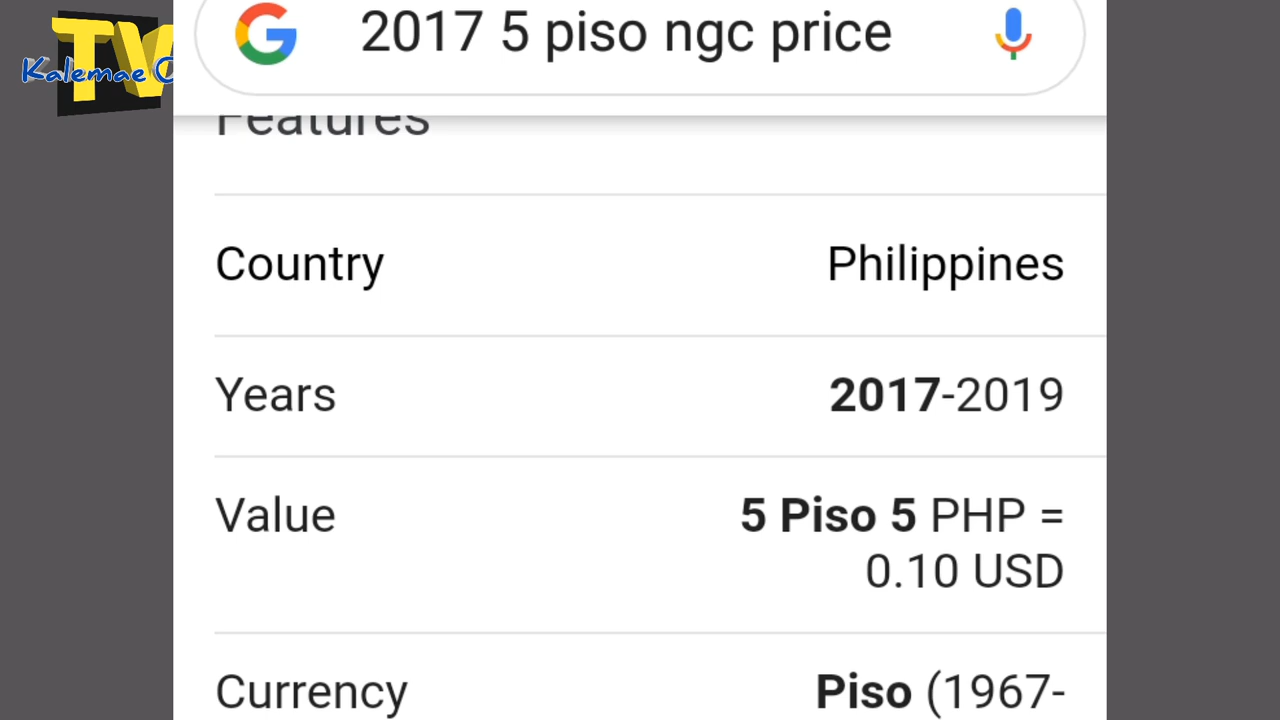 TV
Kalemae
2017 5 piso ngc price
Features
Country Philippines
Years 2017-2019
Value 5 Piso 5 PHP =
0.10 USD
Currency Piso (1967-